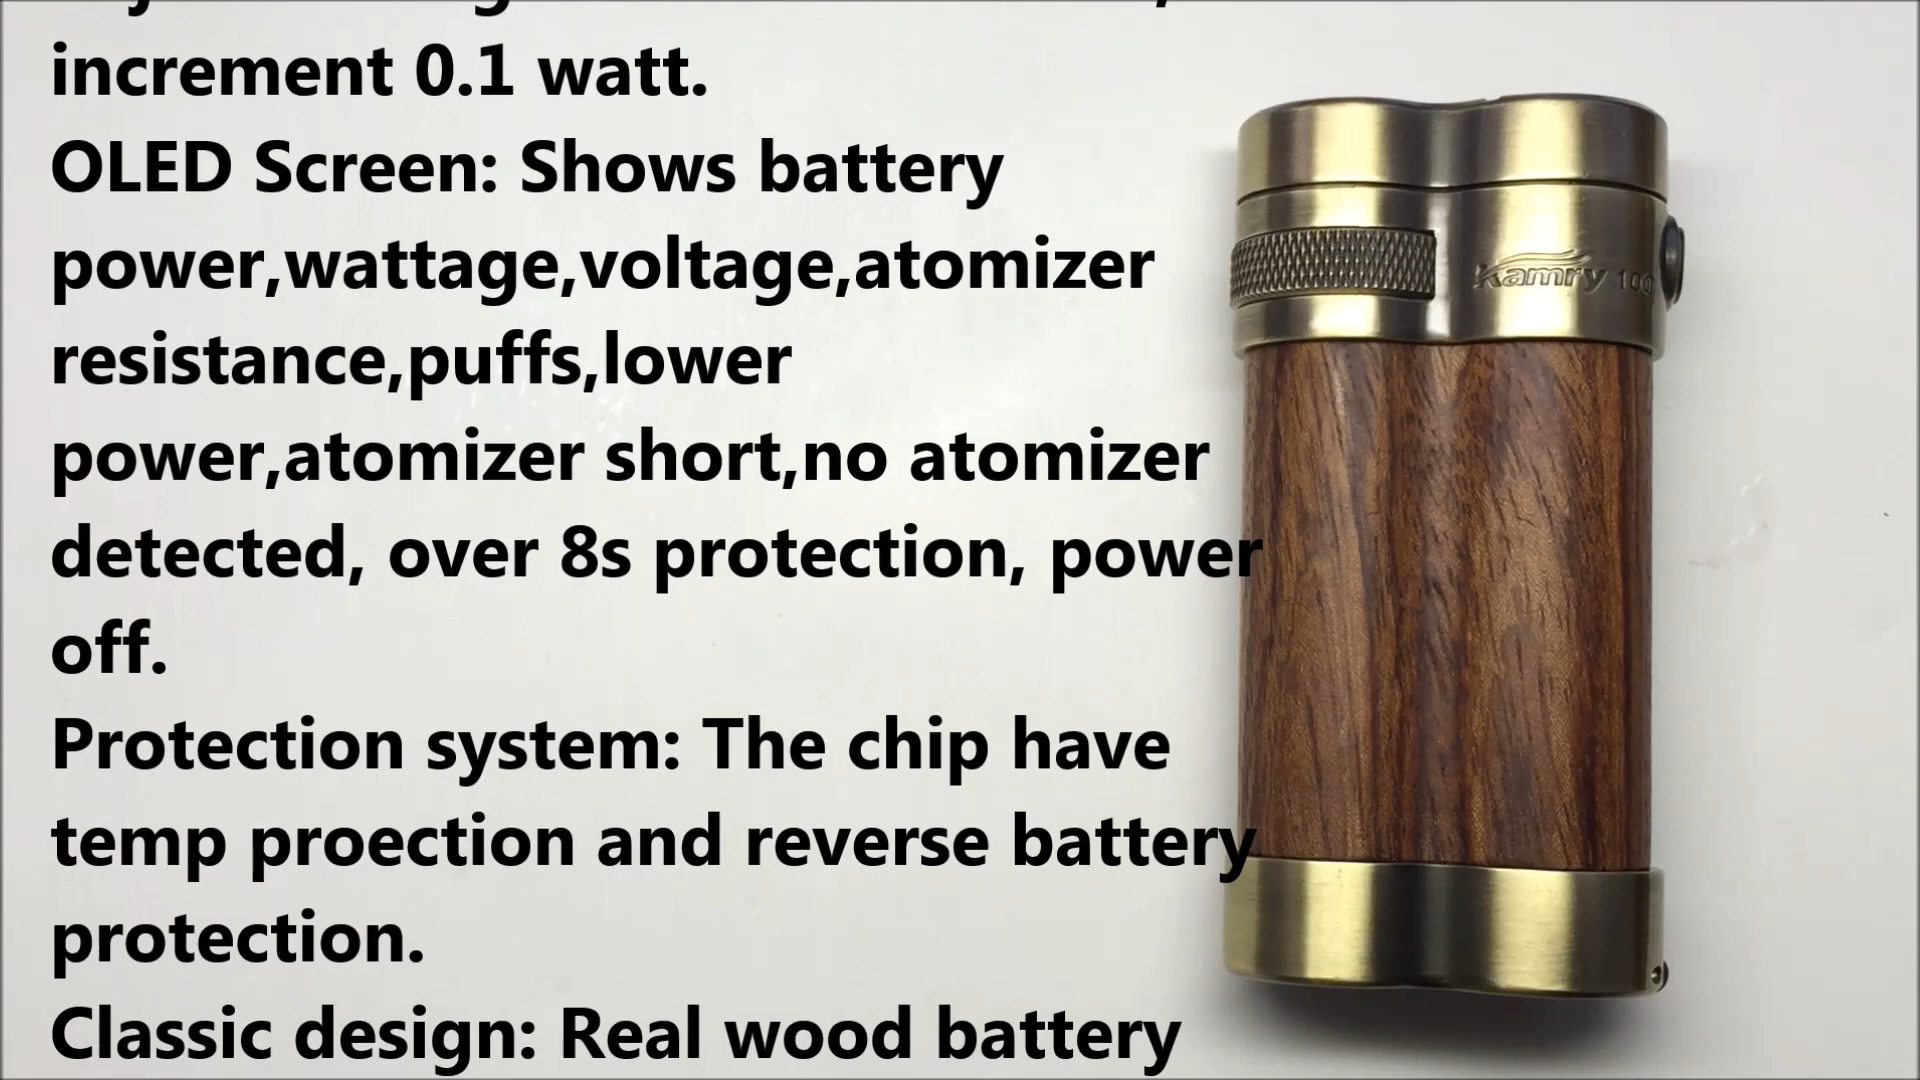 increment 0.1 watt.
OLED Screen: Shows battery
power,wattage,voltage,atomizer
resistance,puffs,lower
power,atomizer short,no atomizer
detected, over 8s protection, power
off.
Protection system: The chip have
temp proection and reverse battery
protection.
Classic design: Real wood battery
Kamry 100